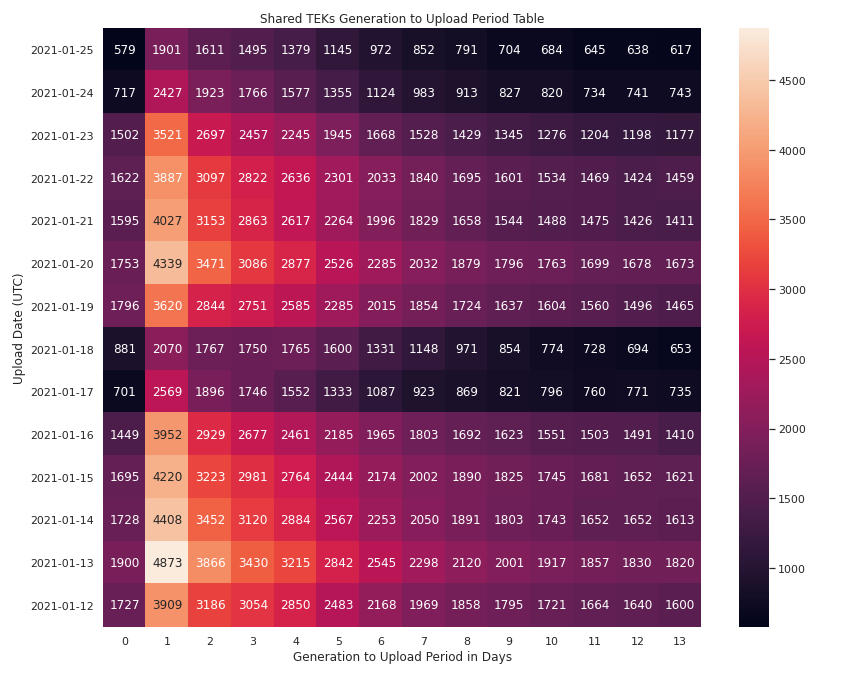 Shared TEKs Generation to Upload Period Table
Upload Date (UTC)
2021-01-25 579 1901 1611 1495 1379 1145 972 852 791 704 684 645 638 617
2021-01-24 717 2427 1923 1766 1577 1355 1124 983 913 827 820 734 741 743
2021-01-23 1502 3521 2697 2457 2245 1945 1668 1528 1429 1345 1276 1204 1198 1177
2021-01-22 1622 3887 3097 2822 2636 2301 2033 1840 1695 1601 1534 1469 1424 1459
2021-01-21 1595 4027 3153 2863 2617 2264 1996 1829 1658 1544 1488 1475 1426 1411
2021-01-20 1753 4339 3471 3086 2877 2526 2285 2032 1879 1796 1763 1699 1678 1673
2021-01-19 1796 3620 2844 2751 2585 2285 2015 1854 1724 1637 1604 1560 1496 1465
2021-01-18 881 2070 1767 1750 1765 1600 1331 1148 971 854 774 728 694 653
2021-01-17 701 2569 1896 1746 1552 1333 1087 923 869 821 796 760 771 735
2021-01-16 1449 3952 2929 2677 2461 2185 1965 1803 1692 1623 1551 1503 1491 1410
2021-01-15 1695 4220 3223 2981 2764 2444 2174 2002 1890 1825 1745 1681 1652 1621
2021-01-14 1728 4408 3452 3120 2884 2567 2253 2050 1891 1803 1743 1652 1652 1613
2021-01-13 1900 4873 3866 3430 3215 2842 2545 2298 2120 2001 1917 1857 1830 1820
2021-01-12 1727 3909 3186 3054 2850 2483 2168 1969 1858 1795 1721 1664 1640 1600
0 1 2 3 4 5 6 7 8 9 10 11 12 13
Generation to Upload Period in Days
4500
4000
3500
3000
2500
2000
1500
1000